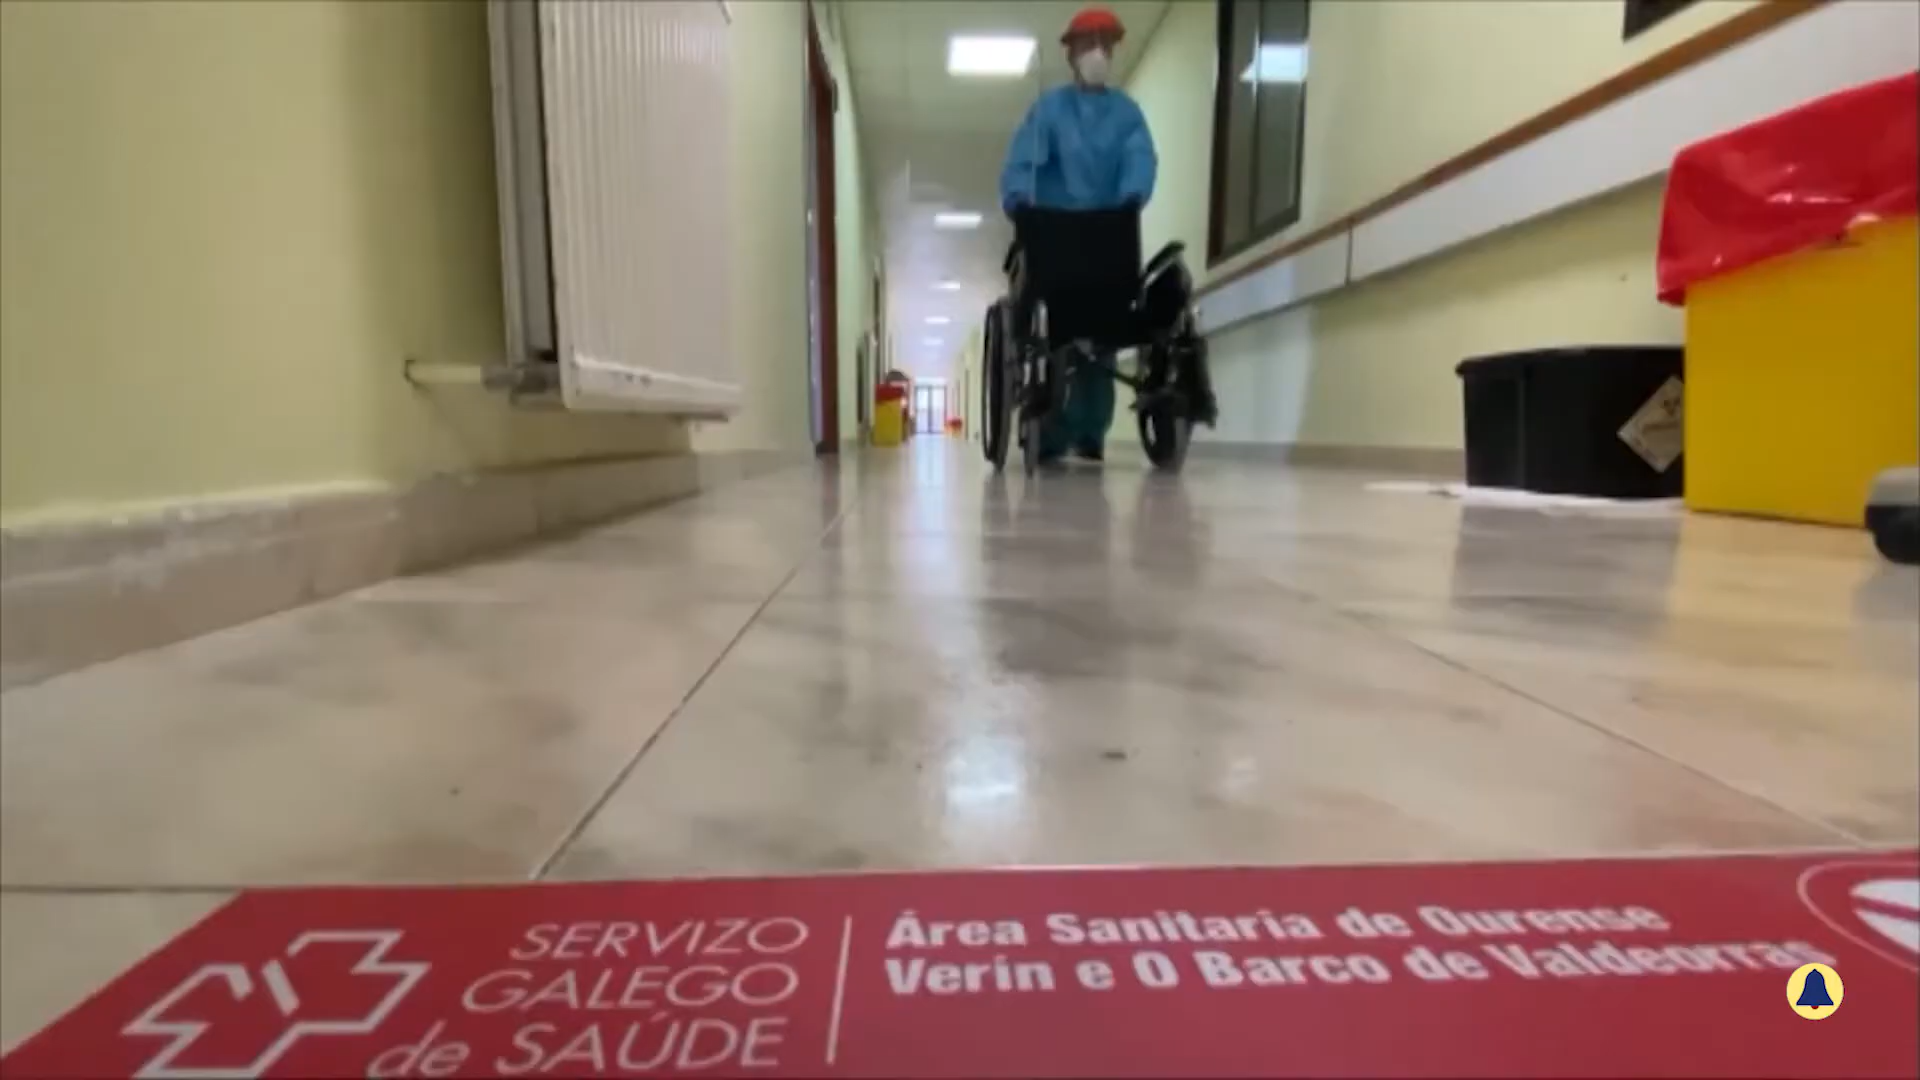 SERVIZO
GALEGO
de SAÚDE
Área Sanitaria de Ourense
Verín e O Barco de Valdeorras